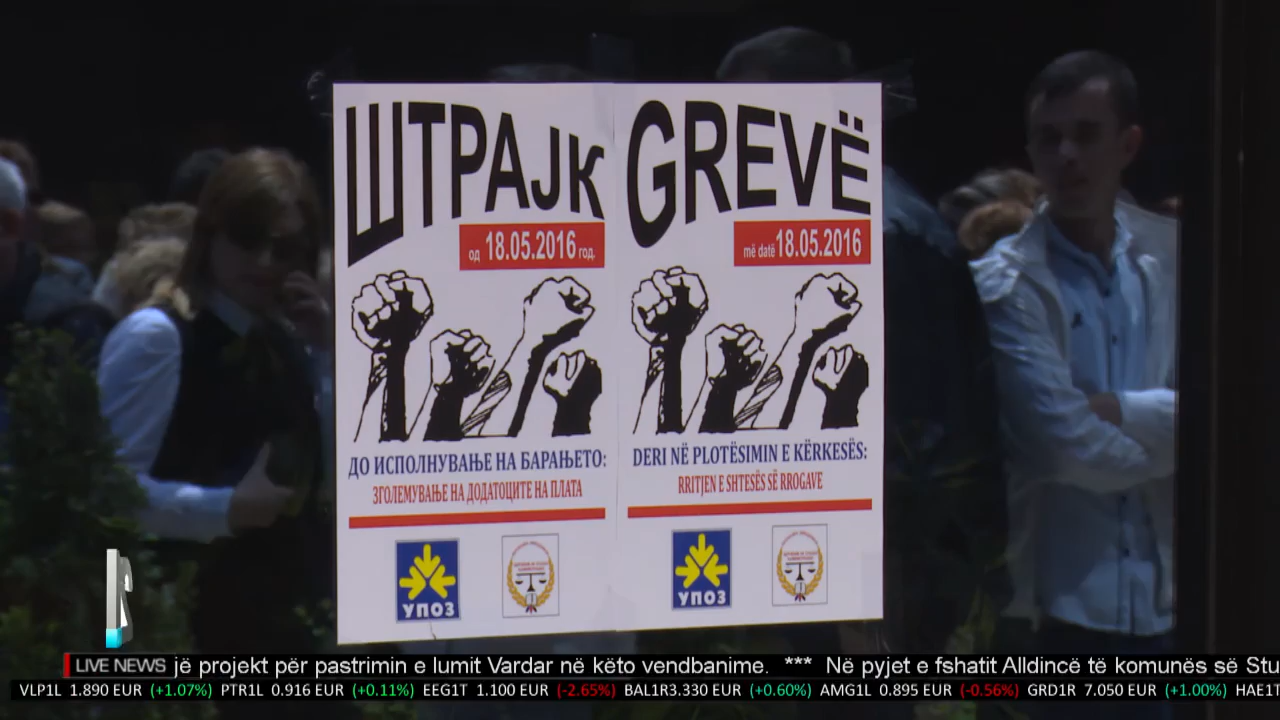 ШТРАЈК
од 18.05.2016 год.
ДО ИСПОЛНУВАЊЕ НА БАРАЊЕТО:
ЗГОЛЕМУВАЊЕ НА ДОДАТОЦИТЕ НА ПЛАТА
УПОЗ
GREVË
më datë 18.05.2016
DERI NË PLOTËSIMIN E KËRKESËS:
RRITJEN E SHTESËS SË RROGAVE
УПОЗ
LIVE NEWS jë projekt për pastrimin e lumit Vardar në këto vendbanime. *** Në pyjet e fshatit Alldincë të komunës së Stu
VLP1L 1.890 EUR (+1.07%) PTR1L 0.916 EUR (+0.11%) EEG1T 1.100 EUR (-2.65%) BAL1R3.330 EUR (+0.60%) AMG1L 0.895 EUR (-0.56%) GRD1R 7.050 EUR (+1.00%) HAE1T